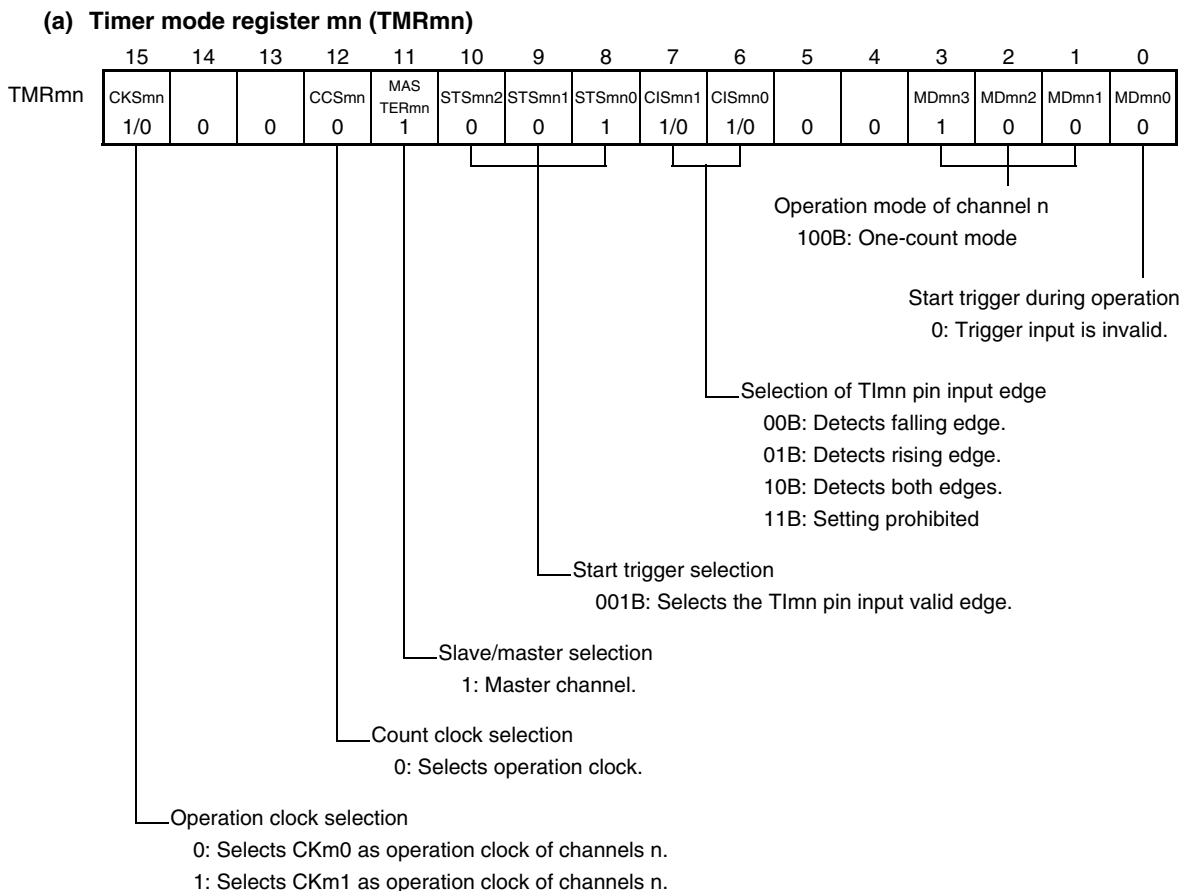 (a) Timer mode register mn (TMRmn)
15 14 13 12 11 10 9 8 7 6 5 4 3 2 1 0
TMRmn CKSmn CCSmn MAS TERmn STSmn2 STSmn1 STSmn0 CISmn1 CISmn0 MDmn3 MDmn2 MDmn1 MDmn0
1/0 0 0 0 1 0 0 1 1/0 1/0 0 0 1 0 0 0
Operation mode of channel n
100B: One-count mode
Start trigger during operation
0: Trigger input is invalid.
Selection of TImn pin input edge
00B: Detects falling edge.
01B: Detects rising edge.
10B: Detects both edges.
11B: Setting prohibited
Start trigger selection
001B: Selects the TImn pin input valid edge.
Slave/master selection
1: Master channel.
Count clock selection
0: Selects operation clock.
Operation clock selection
0: Selects CKm0 as operation clock of channels n.
1: Selects CKm1 as operation clock of channels n.